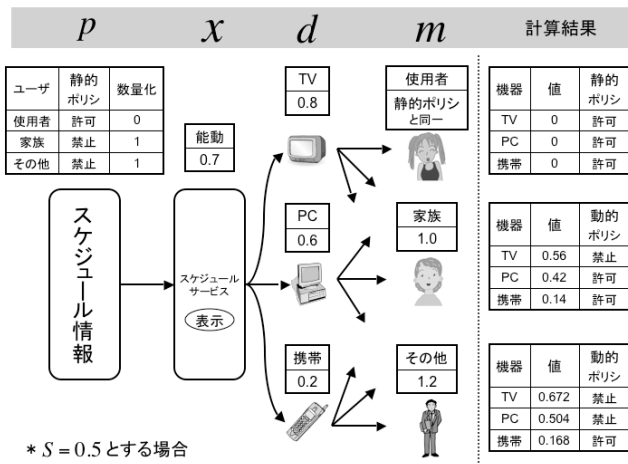 p x d m 計算結果
ユーザ 静的ポリシ 数量化
使用者 許可 0
家族 禁止 1
その他 禁止 1
能動
0.7
TV
0.8
使用者
静的ポリシ
と同一
機器 値 静的ポリシ
TV 0 許可
PC 0 許可
携帯 0 許可
スケジュール情報
スケジュール
サービス
表示
PC
0.6
家族
1.0
機器 値 動的ポリシ
TV 0.56 禁止
PC 0.42 許可
携帯 0.14 許可
携帯
0.2
その他
1.2
機器 値 動的ポリシ
TV 0.672 禁止
PC 0.504 禁止
携帯 0.168 許可
* S = 0.5とする場合